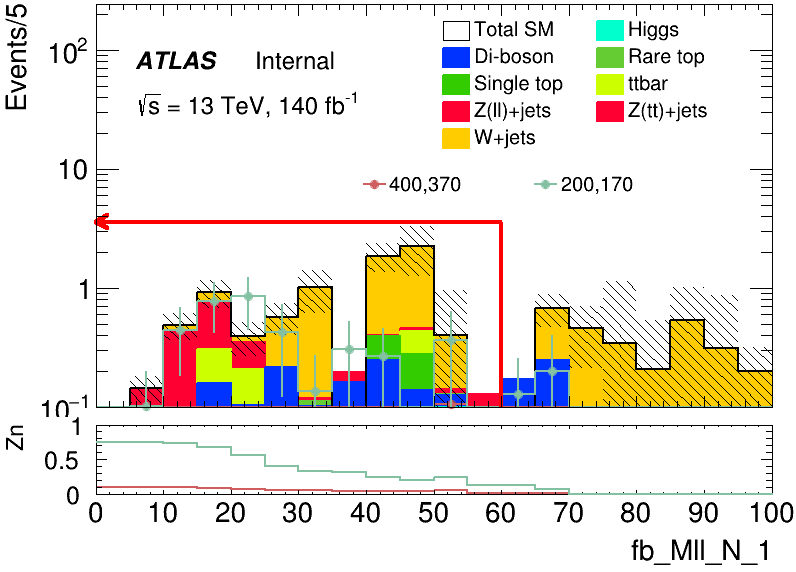 Events/5
10²
10
1
10⁻¹
ATLAS Internal
√s = 13 TeV, 140 fb⁻¹
Total SM
Di-boson
Single top
Z(ll)+jets
W+jets
Higgs
Rare top
ttbar
Z(tt)+jets
400,370
200,170
Zn
1
0.5
0
0 10 20 30 40 50 60 70 80 90 100
fb_Mll_N_1